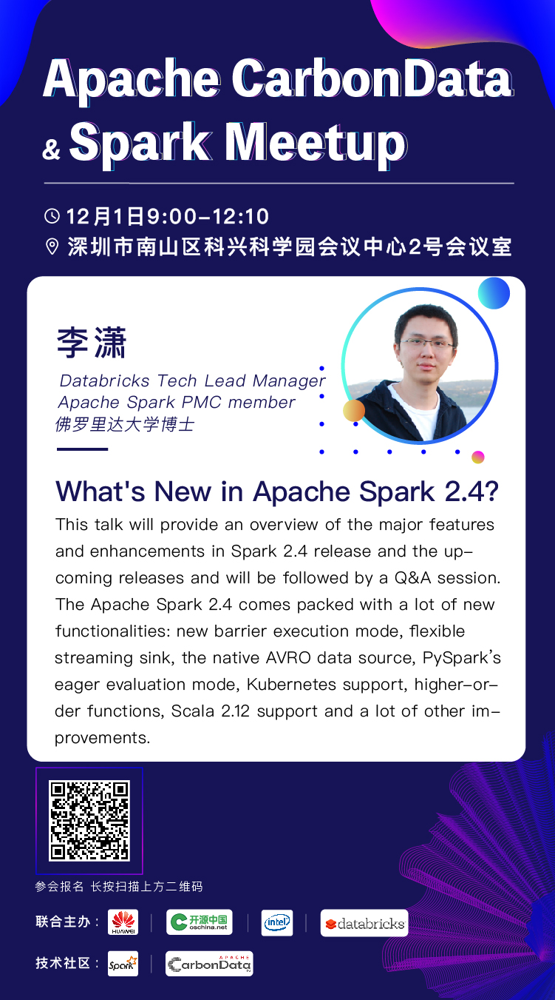 Apache CarbonData
& Spark Meetup
12月1日9:00-12:10
深圳市南山区科兴科学园会议中心2号会议室
李潇
Databricks Tech Lead Manager
Apache Spark PMC member
佛罗里达大学博士
What's New in Apache Spark 2.4?
This talk will provide an overview of the major features
and enhancements in Spark 2.4 release and the up-
coming releases and will be followed by a Q&A session.
The Apache Spark 2.4 comes packed with a lot of new
functionalities: new barrier execution mode, flexible
streaming sink, the native AVRO data source, PySpark’s
eager evaluation mode, Kubernetes support, higher-or-
der functions, Scala 2.12 support and a lot of other im-
provements.
参会报名 长按扫描上方二维码
联合主办：
HUAWEI
开源中国
oschina.net
intel
databricks
技术社区：
Spark
APACHE
CarbonData